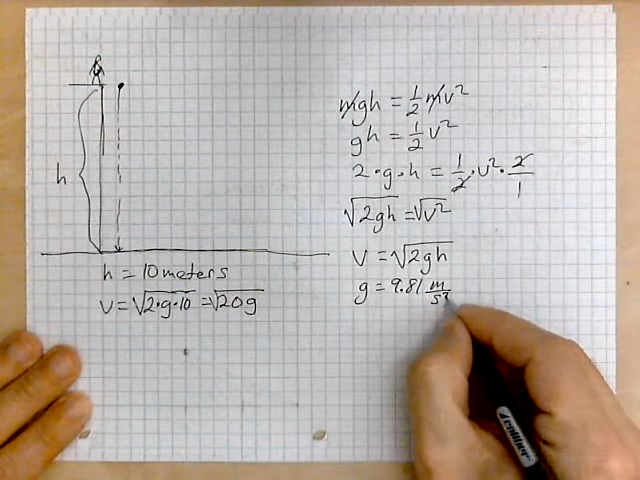 h
h = 10 meters
v = √2·g·10 = √20g
mgh = 1/2 mv²
gh = 1/2 v²
2·g·h = 1/2·v²·2/1
√2gh = √v²
v = √2gh
g = 9.81 m/s²